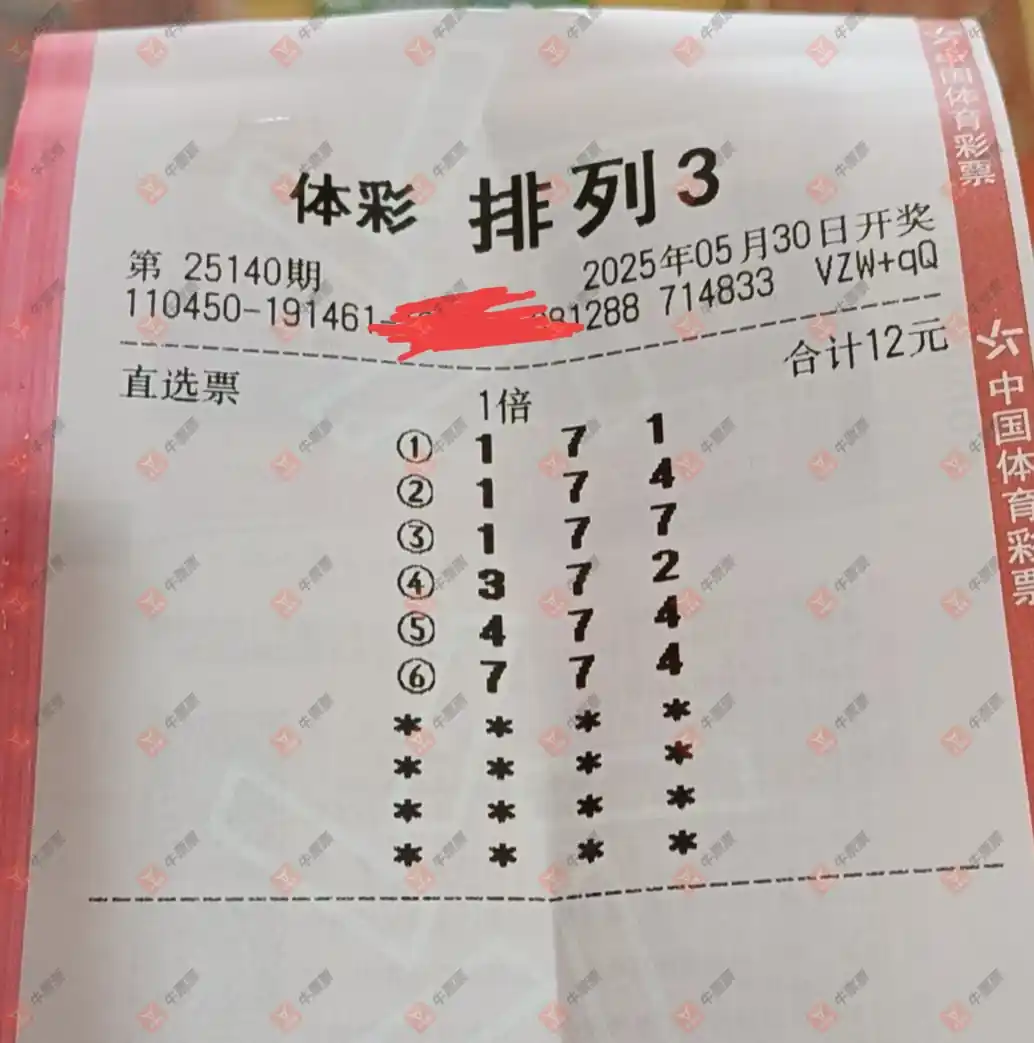 体彩 排列3
第 25140期 2025年05月30日开奖
110450-191461- 1288 714833 VZW+qQ
直选票 1倍 合计12元
① 1 7 1
② 1 7 4
③ 1 7 7
④ 3 7 2
⑤ 4 7 4
⑥ 7 7 4
* * * *
* * * *
* * * *
* * * *
中国体育彩票
中国体育彩票
牛票票